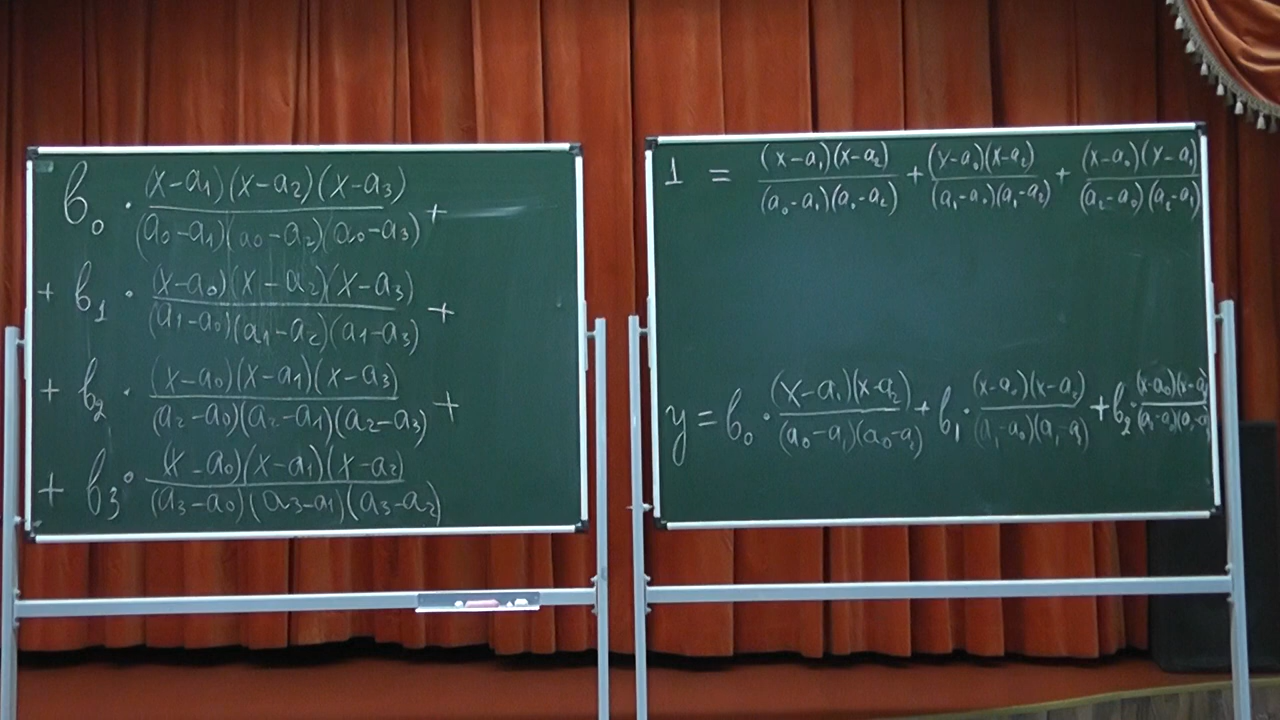 b₀ · (x-a₁)(x-a₂)(x-a₃) / (a₀-a₁)(a₀-a₂)(a₀-a₃) +
+ b₁ · (x-a₀)(x-a₂)(x-a₃) / (a₁-a₀)(a₁-a₂)(a₁-a₃) +
+ b₂ · (x-a₀)(x-a₁)(x-a₃) / (a₂-a₀)(a₂-a₁)(a₂-a₃) +
+ b₃ · (x-a₀)(x-a₁)(x-a₂) / (a₃-a₀)(a₃-a₁)(a₃-a₂)
1 = (x-a₁)(x-a₂) / (a₀-a₁)(a₀-a₂) + (x-a₀)(x-a₂) / (a₁-a₀)(a₁-a₂) + (x-a₀)(x-a₁) / (a₂-a₀)(a₂-a₁)
y = b₀ · (x-a₁)(x-a₂) / (a₀-a₁)(a₀-a₂) + b₁ · (x-a₀)(x-a₂) / (a₁-a₀)(a₁-a₂) + b₂ · (x-a₀)(x-a₁)